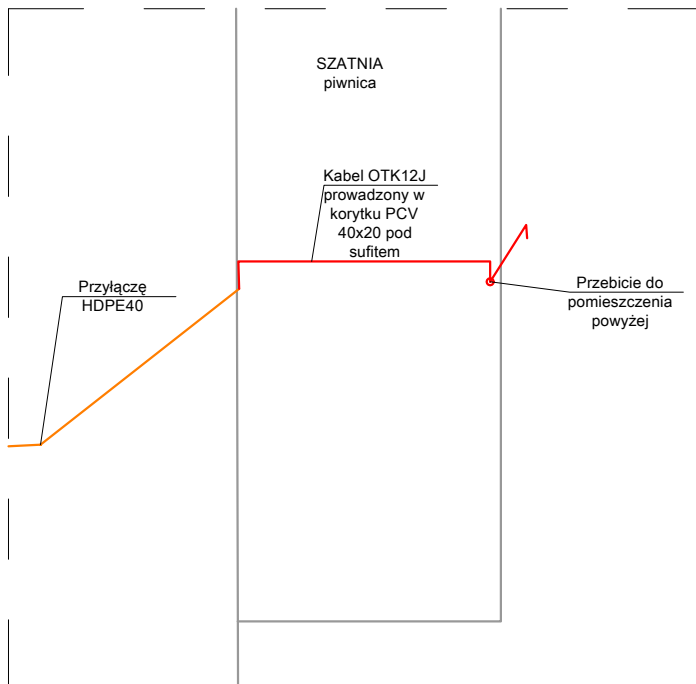 SZATNIA
piwnica
Kabel OTK12J
prowadzony w
korytku PCV
40x20 pod
sufitem
Przyłączę
HDPE40
Przebicie do
pomieszczenia
powyżej